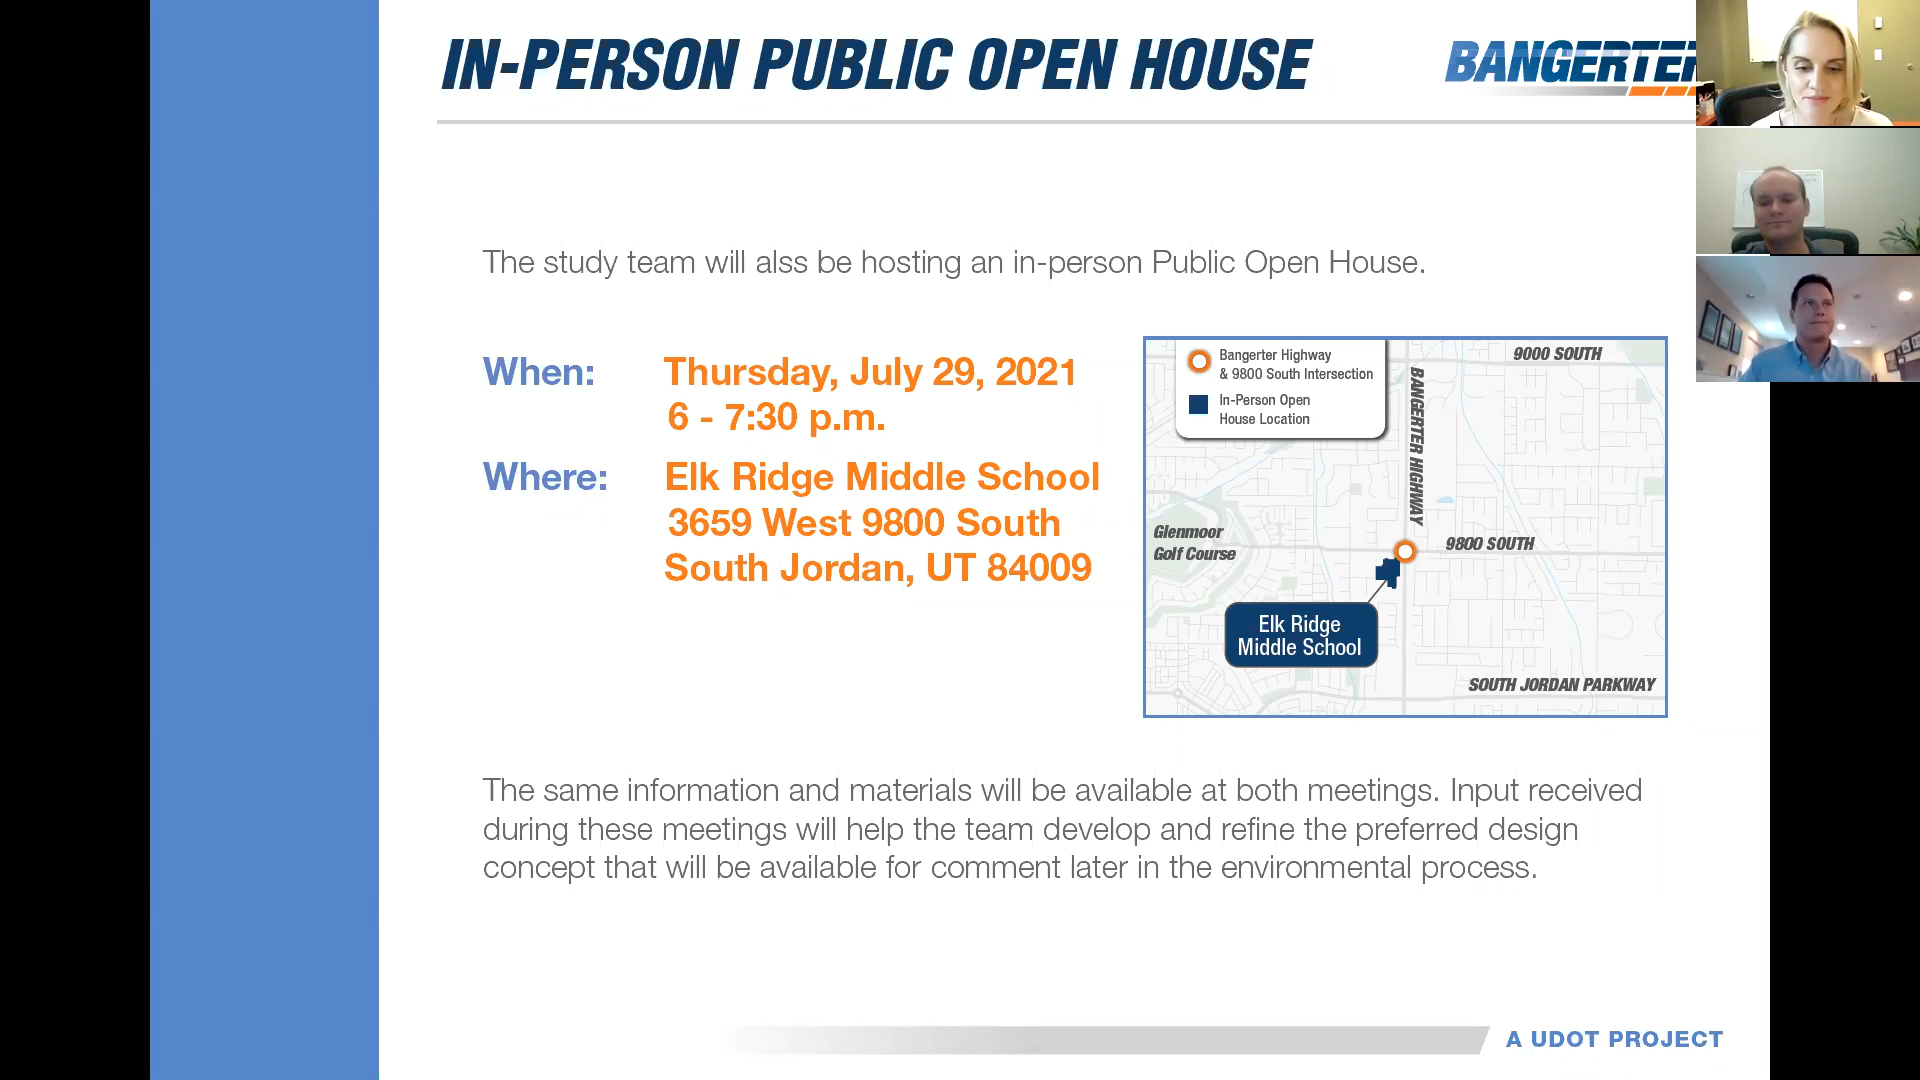 IN-PERSON PUBLIC OPEN HOUSE
BANGERTER
The study team will alss be hosting an in-person Public Open House.
When: Thursday, July 29, 2021
6 - 7:30 p.m.
Where: Elk Ridge Middle School
3659 West 9800 South
South Jordan, UT 84009
Bangerter Highway
& 9800 South Intersection
In-Person Open
House Location
9000 SOUTH
BANGERTER HIGHWAY
Glenmoor
Golf Course
9800 SOUTH
Elk Ridge
Middle School
SOUTH JORDAN PARKWAY
The same information and materials will be available at both meetings. Input received
during these meetings will help the team develop and refine the preferred design
concept that will be available for comment later in the environmental process.
A UDOT PROJECT